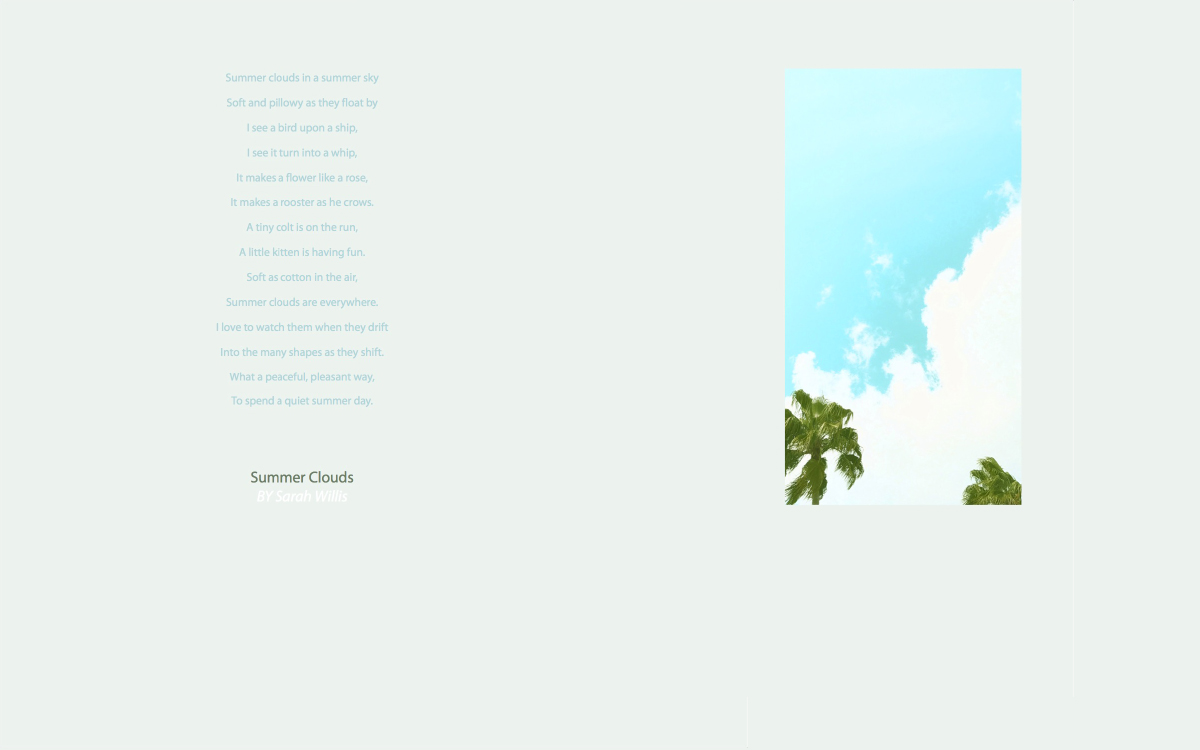 Summer clouds in a summer sky
Soft and pillowy as they float by
I see a bird upon a ship,
I see it turn into a whip,
It makes a flower like a rose,
It makes a rooster as he crows.
A tiny colt is on the run,
A little kitten is having fun.
Soft as cotton in the air,
Summer clouds are everywhere.
I love to watch them when they drift
Into the many shapes as they shift.
What a peaceful, pleasant way,
To spend a quiet summer day.
Summer Clouds
BY Sarah Willis